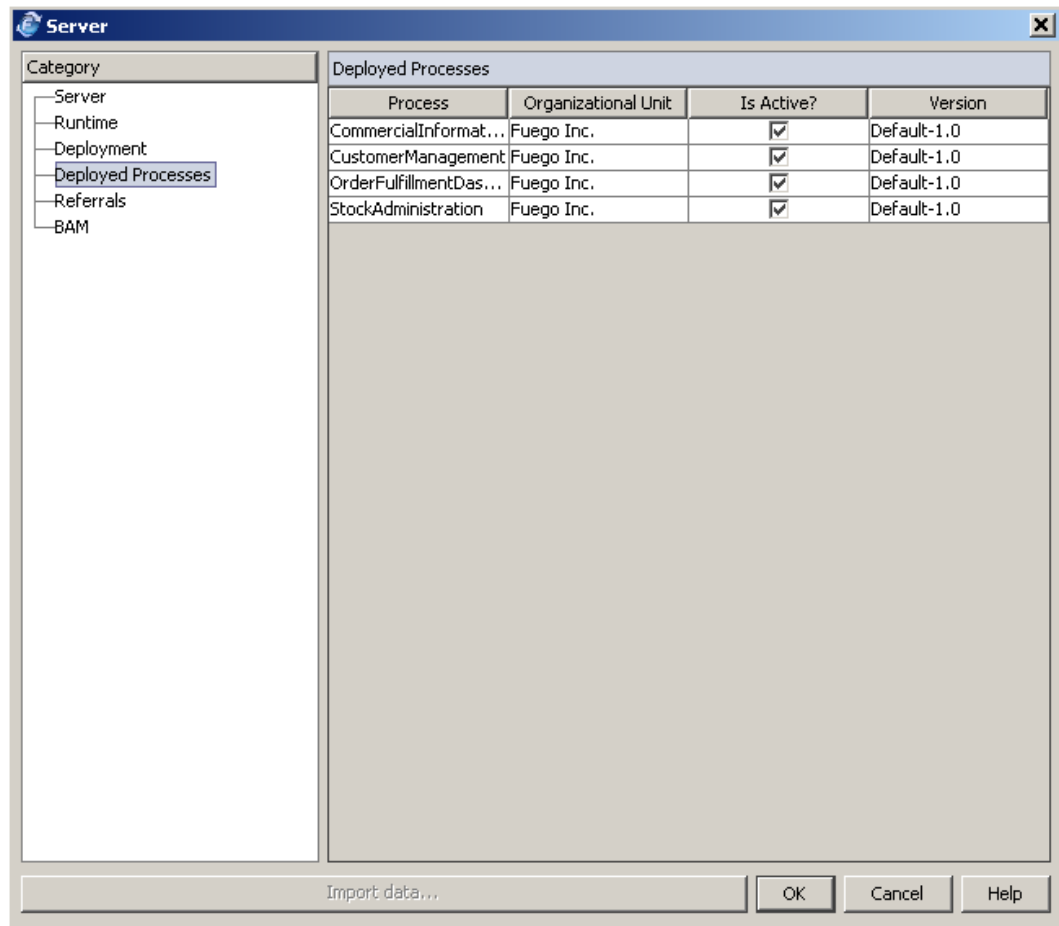 Server
Category
Server
Runtime
Deployment
Deployed Processes
Referrals
BAM
Deployed Processes
Process Organizational Unit Is Active? Version
CommercialInformat... Fuego Inc. Default-1.0
CustomerManagement Fuego Inc. Default-1.0
OrderFulfillmentDas... Fuego Inc. Default-1.0
StockAdministration Fuego Inc. Default-1.0
Import data... OK Cancel Help